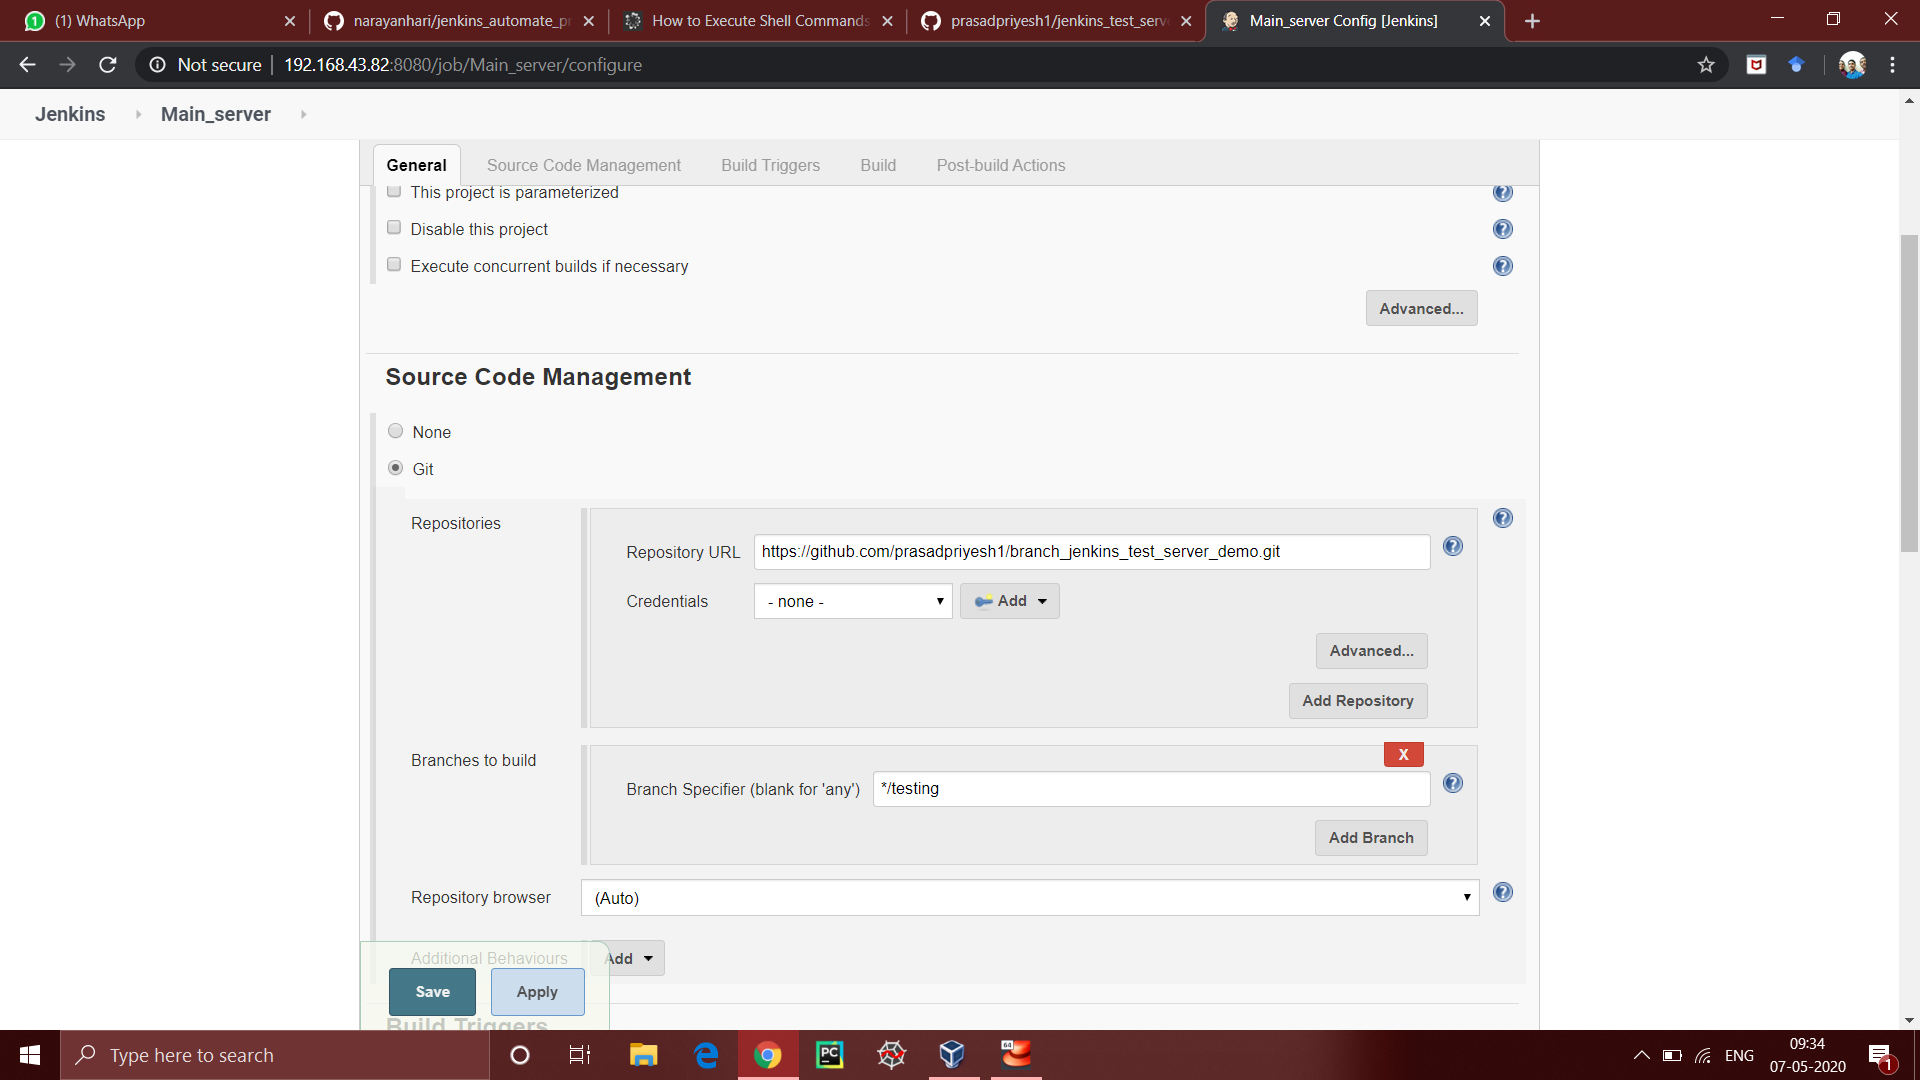 (1) WhatsApp
narayanhari/jenkins_automate_pr
How to Execute Shell Commands
prasadpriyesh1/jenkins_test_serve
Main_server Config [Jenkins]
Not secure | 192.168.43.82:8080/job/Main_server/configure
Jenkins
Main_server
General
Source Code Management
Build Triggers
Build
Post-build Actions
This project is parameterized
Disable this project
Execute concurrent builds if necessary
Advanced...
Source Code Management
None
Git
Repositories
Repository URL
https://github.com/prasadpriyesh1/branch_jenkins_test_server_demo.git
Credentials
- none -
Add
Advanced...
Add Repository
Branches to build
X
Branch Specifier (blank for 'any')
*/testing
Add Branch
Repository browser
(Auto)
Additional Behaviours
Add
Save
Apply
Build Triggers
Type here to search
PC
64
ENG
09:34
07-05-2020
1